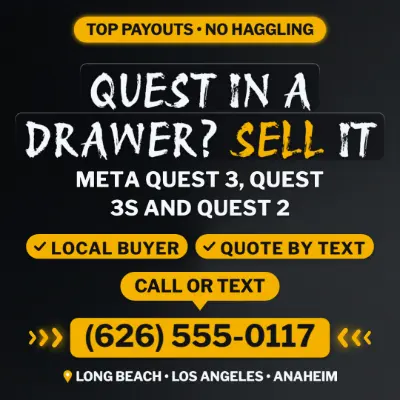 TOP PAYOUTS • NO HAGGLING
QUEST IN A
DRAWER? SELL IT
META QUEST 3, QUEST
3S AND QUEST 2
LOCAL BUYER
QUOTE BY TEXT
CALL OR TEXT
(626) 555-0117
LONG BEACH • LOS ANGELES • ANAHEIM